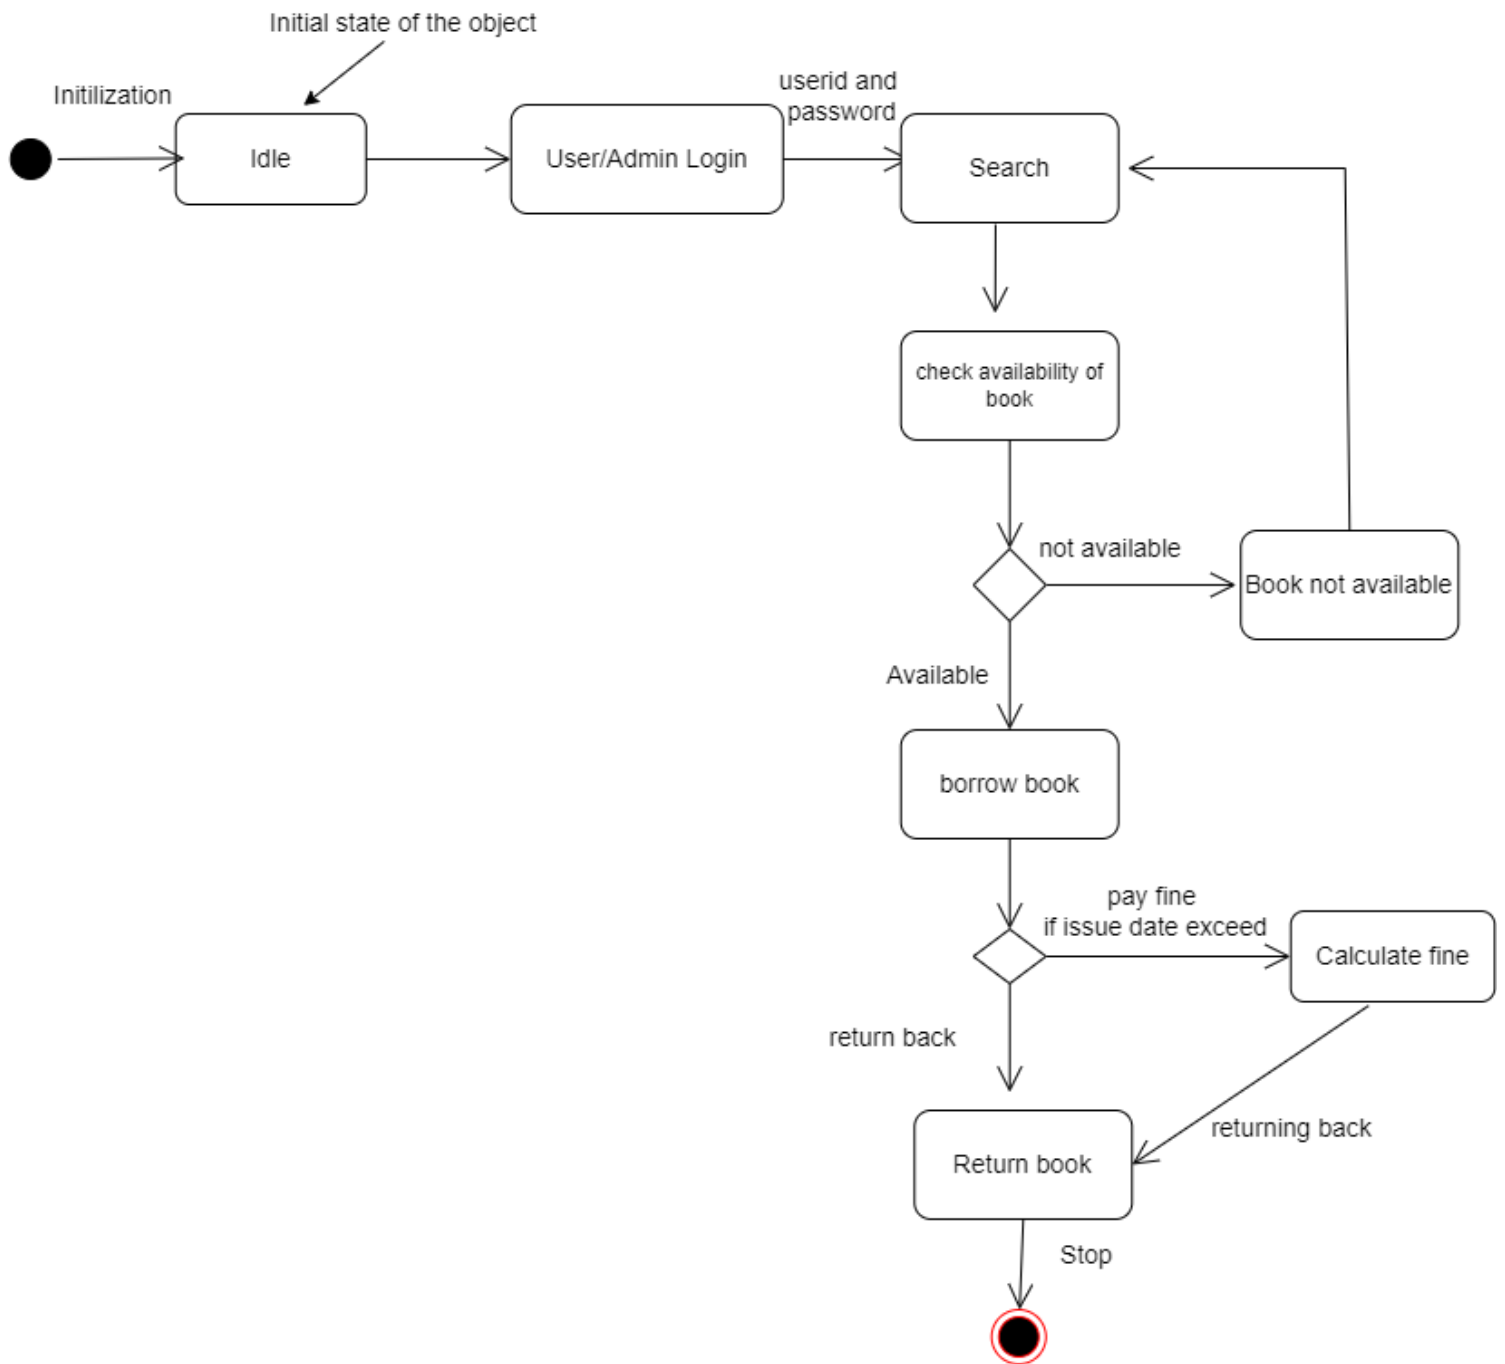 Initial state of the object
Initilization
Idle
User/Admin Login
userid and
password
Search
check availability of
book
not available
Book not available
Available
borrow book
pay fine
if issue date exceed
Calculate fine
return back
returning back
Return book
Stop